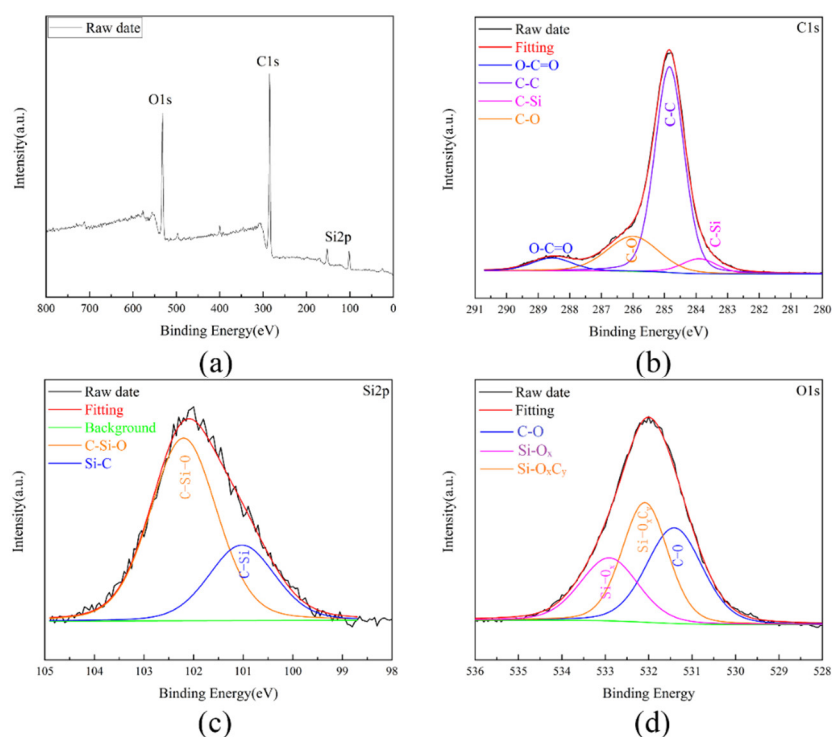 Raw date
C1s
O1s
Si2p
Intensity(a.u.)
800 700 600 500 400 300 200 100 0
Binding Energy(eV)
(a)
C1s
Raw date
Fitting
O-C=O
C-C
C-Si
C-O
C-C
C-Si
C-O
O-C=O
Intensity(a.u.)
291 290 289 288 287 286 285 284 283 282 281 280
Binding Energy(eV)
(b)
Si2p
Raw date
Fitting
Background
C-Si-O
Si-C
C-Si-O
C-Si
Intensity(a.u.)
105 104 103 102 101 100 99 98
Binding Energy(eV)
(c)
O1s
Raw date
Fitting
C-O
Si-Oₓ
Si-OₓCᵧ
Si-OₓCᵧ
C-O
Si-Oₓ
Intensity(a.u.)
536 535 534 533 532 531 530 529 528
Binding Energy
(d)